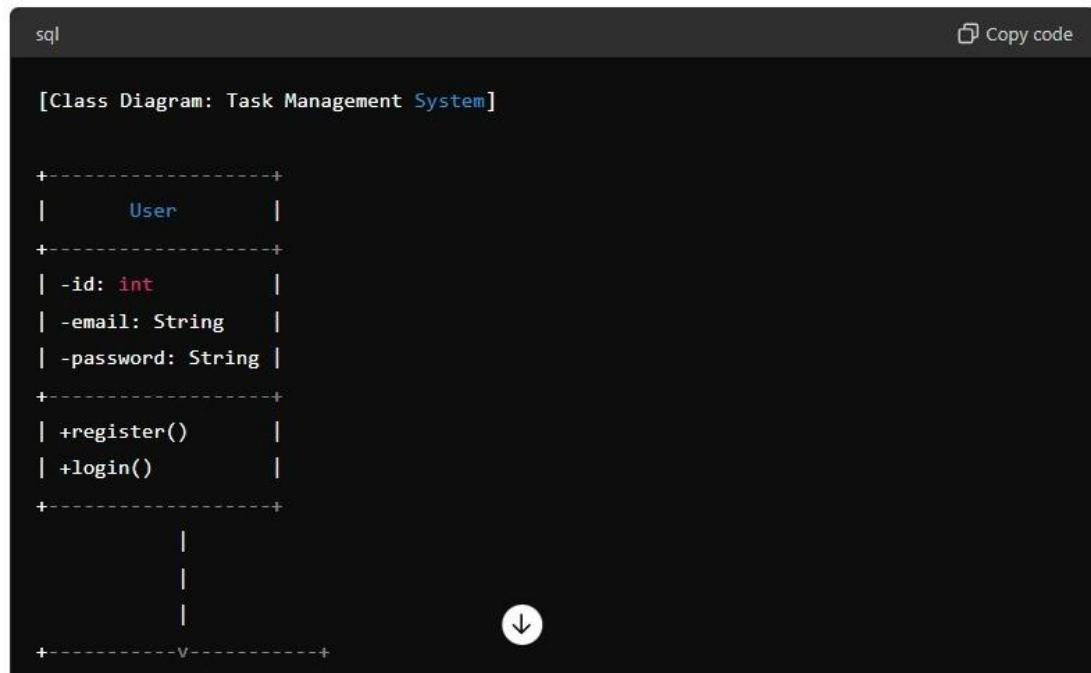 sql Copy code
[Class Diagram: Task Management System]
+-------------------+
|       User        |
+-------------------+
| -id: int          |
| -email: String    |
| -password: String |
+-------------------+
| +register()       |
| +login()          |
+-------------------+
            |
            |
            |
+-----------v-----------+